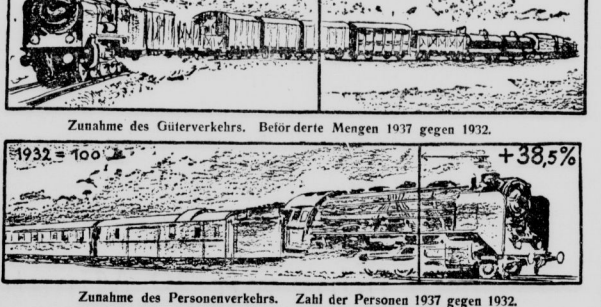 Zunahme des Güterverkehrs. Beförderte Mengen 1937 gegen 1932.
1932 = 100 +38,5%
Zunahme des Personenverkehrs. Zahl der Personen 1937 gegen 1932.